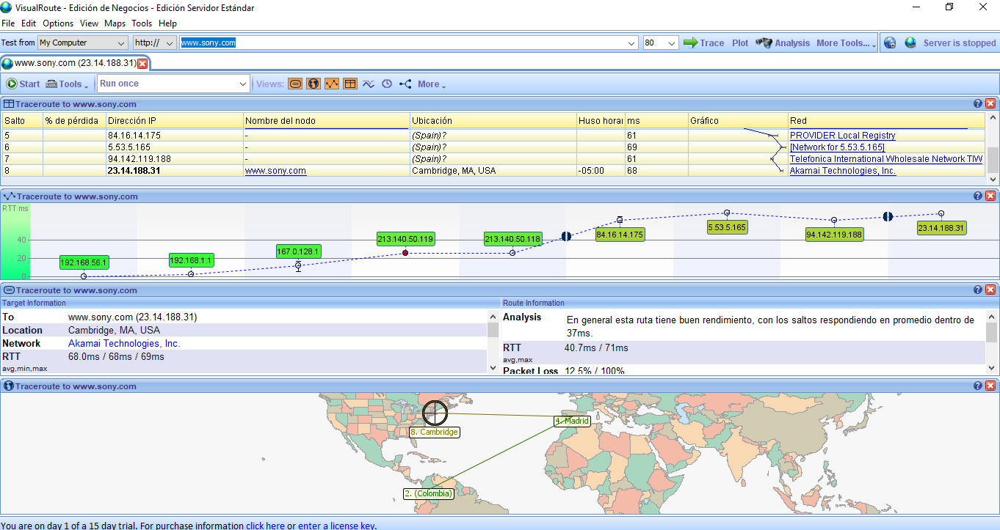 VisualRoute - Edición de Negocios - Edición Servidor Estándar
File Edit Options View Maps Tools Help
Test from My Computer http:// www.sony.com 80 Trace Plot Analysis More Tools... Server is stopped
www.sony.com (23.14.188.31)
Start Tools Run once Views: More
Traceroute to www.sony.com
Salto % de pérdida Dirección IP Nombre del nodo Ubicación Huso horai ms Gráfico Red
5 84.16.14.175 - (Spain)? 61 PROVIDER Local Registry
6 5.53.5.165 - (Spain)? 69 [Network for 5.53.5.165]
7 94.142.119.188 - (Spain)? 61 Telefonica International Wholesale Network TIW
8 23.14.188.31 www.sony.com Cambridge, MA, USA -05:00 68 Akamai Technologies, Inc.
Traceroute to www.sony.com
RTT ms
40
20
0
192.168.56.1
192.168.1.1
167.0.128.1
213.140.50.119
213.140.50.118
84.16.14.175
5.53.5.165
94.142.119.188
23.14.188.31
Traceroute to www.sony.com
Target Information
To www.sony.com (23.14.188.31)
Location Cambridge, MA, USA
Network Akamai Technologies, Inc.
RTT 68.0ms / 68ms / 69ms
avg,min,max
Route Information
Analysis En general esta ruta tiene buen rendimiento, con los saltos respondiendo en promedio dentro de
37ms.
RTT 40.7ms / 71ms
avg,max
Packet Loss 12.5% / 100%
Traceroute to www.sony.com
4. Madrid
8. Cambridge
2. (Colombia)
You are on day 1 of a 15 day trial. For purchase information click here or enter a license key.